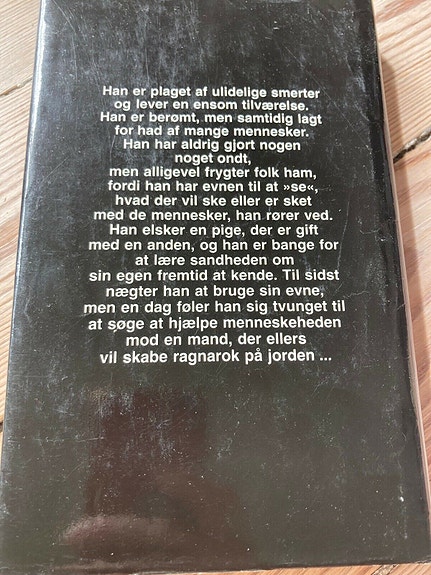 Han er plaget af ulidelige smerter
og lever en ensom tilværelse.
Han er berømt, men samtidig lagt
for had af mange mennesker.
Han har aldrig gjort nogen
noget ondt,
men alligevel frygter folk ham,
fordi han har evnen til at »se«,
hvad der vil ske eller er sket
med de mennesker, han rører ved.
Han elsker en pige, der er gift
med en anden, og han er bange for
at lære sandheden om
sin egen fremtid at kende. Til sidst
nægter han at bruge sin evne,
men en dag føler han sig tvunget til
at søge at hjælpe menneskeheden
mod en mand, der ellers
vil skabe ragnarok på jorden ...